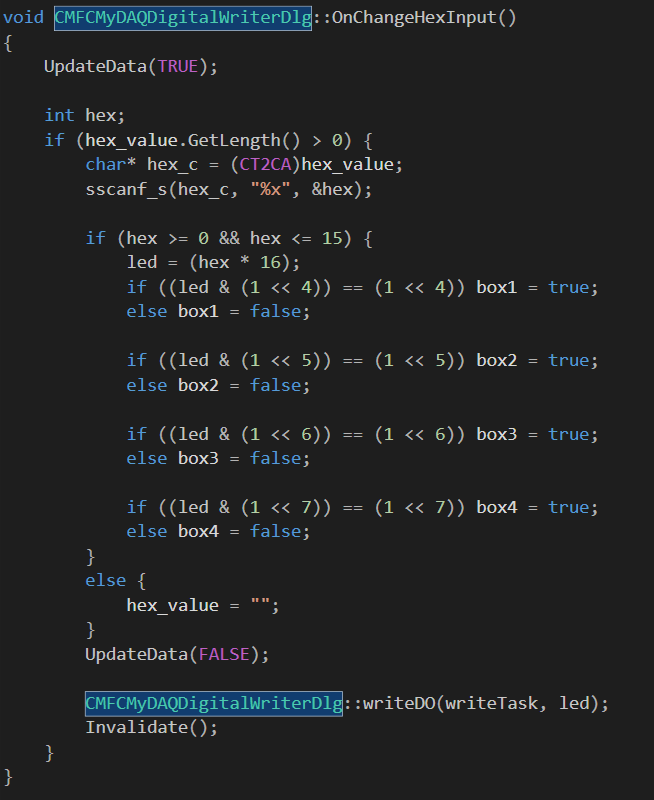 void CMFCMyDAQDigitalWriterDlg::OnChangeHexInput()
{
    UpdateData(TRUE);

    int hex;
    if (hex_value.GetLength() > 0) {
        char* hex_c = (CT2CA)hex_value;
        sscanf_s(hex_c, "%x", &hex);

        if (hex >= 0 && hex <= 15) {
            led = (hex * 16);
            if ((led & (1 << 4)) == (1 << 4)) box1 = true;
            else box1 = false;

            if ((led & (1 << 5)) == (1 << 5)) box2 = true;
            else box2 = false;

            if ((led & (1 << 6)) == (1 << 6)) box3 = true;
            else box3 = false;

            if ((led & (1 << 7)) == (1 << 7)) box4 = true;
            else box4 = false;
        }
        else {
            hex_value = "";
        }
        UpdateData(FALSE);

        CMFCMyDAQDigitalWriterDlg::writeDO(writeTask, led);
        Invalidate();
    }
}